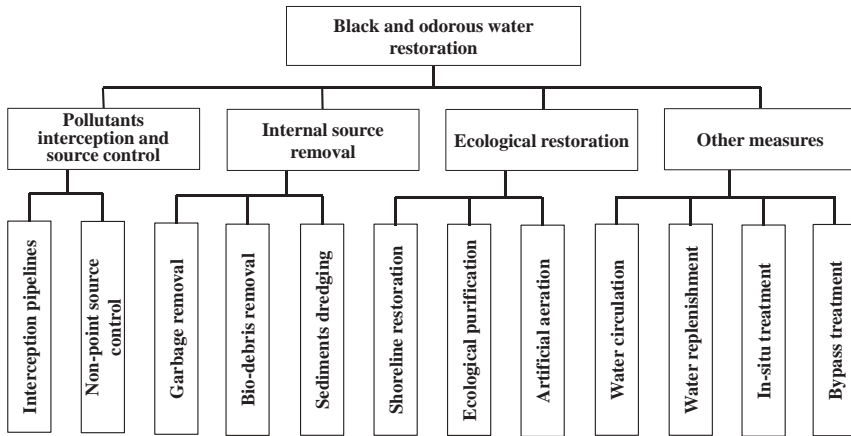 Black and odorous water
restoration
Pollutants
interception and
source control
Internal source
removal
Ecological restoration
Other measures
Interception pipelines
Non-point source
control
Garbage removal
Bio-debris removal
Sediments dredging
Shoreline restoration
Ecological purification
Artificial aeration
Water circulation
Water replenishment
In-situ treatment
Bypass treatment